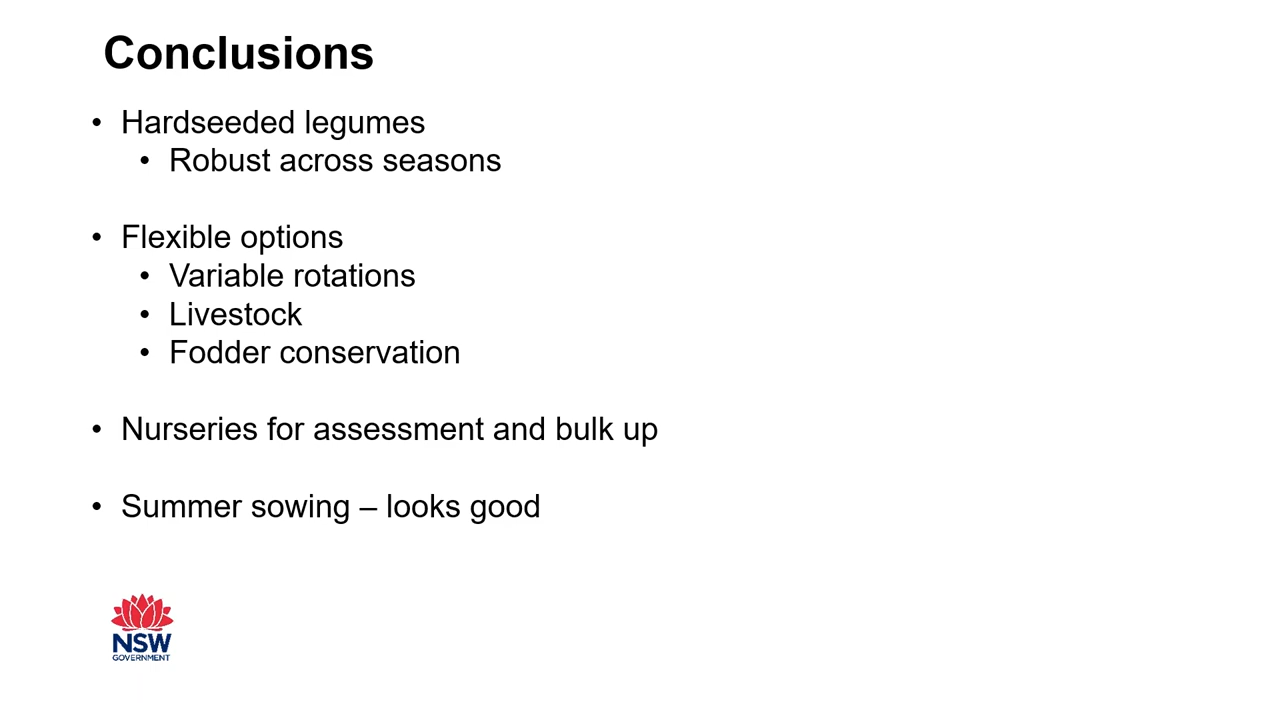 Conclusions
• Hardseeded legumes
• Robust across seasons
• Flexible options
• Variable rotations
• Livestock
• Fodder conservation
• Nurseries for assessment and bulk up
• Summer sowing – looks good
NSW
GOVERNMENT